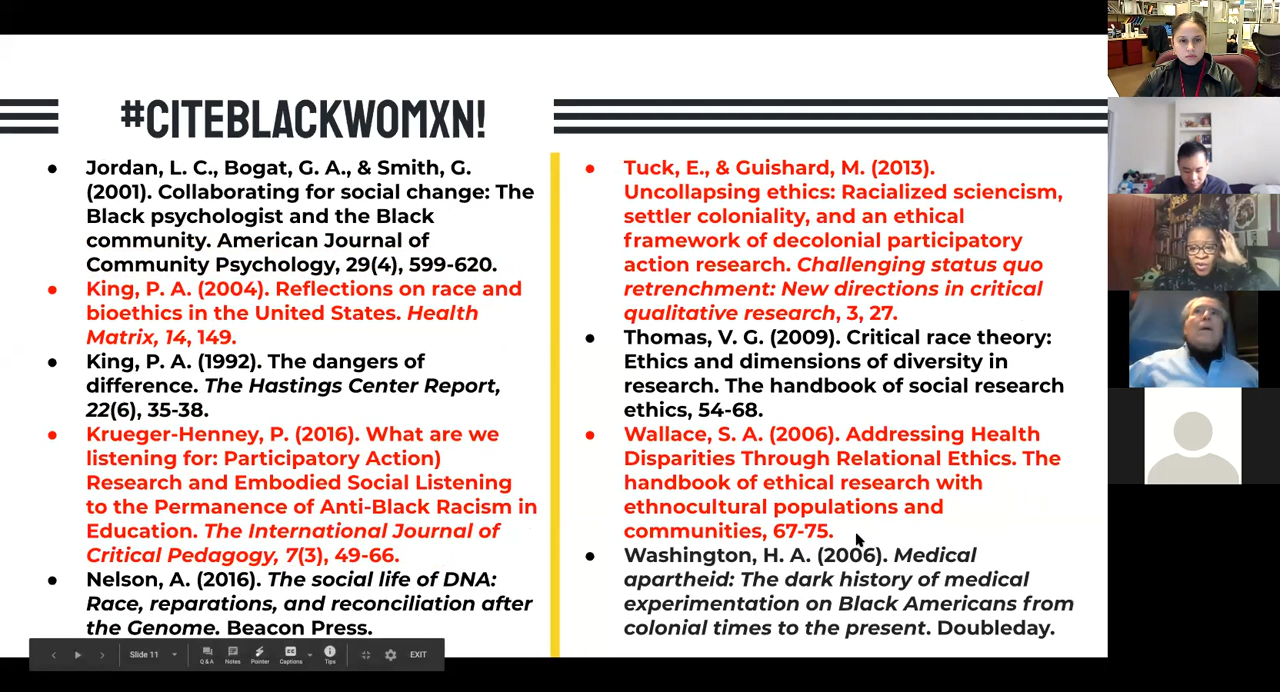 #CITEBLACKWOMXN!
Jordan, L. C., Bogat, G. A., & Smith, G.
(2001). Collaborating for social change: The
Black psychologist and the Black
community. American Journal of
Community Psychology, 29(4), 599-620.
King, P. A. (2004). Reflections on race and
bioethics in the United States. Health
Matrix, 14, 149.
King, P. A. (1992). The dangers of
difference. The Hastings Center Report,
22(6), 35-38.
Krueger-Henney, P. (2016). What are we
listening for: Participatory Action)
Research and Embodied Social Listening
to the Permanence of Anti-Black Racism in
Education. The International Journal of
Critical Pedagogy, 7(3), 49-66.
Nelson, A. (2016). The social life of DNA:
Race, reparations, and reconciliation after
the Genome. Beacon Press.
Tuck, E., & Guishard, M. (2013).
Uncollapsing ethics: Racialized sciencism,
settler coloniality, and an ethical
framework of decolonial participatory
action research. Challenging status quo
retrenchment: New directions in critical
qualitative research, 3, 27.
Thomas, V. G. (2009). Critical race theory:
Ethics and dimensions of diversity in
research. The handbook of social research
ethics, 54-68.
Wallace, S. A. (2006). Addressing Health
Disparities Through Relational Ethics. The
handbook of ethical research with
ethnocultural populations and
communities, 67-75.
Washington, H. A. (2006). Medical
apartheid: The dark history of medical
experimentation on Black Americans from
colonial times to the present. Doubleday.
Slide 11
Q & A
Notes
Pointer
Captions
Tips
EXIT